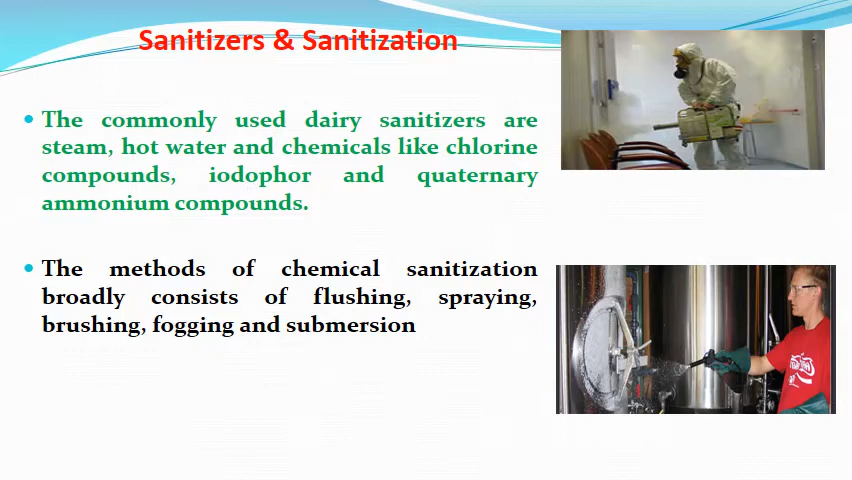 Sanitizers & Sanitization
The commonly used dairy sanitizers are
steam, hot water and chemicals like chlorine
compounds, iodophor and quaternary
ammonium compounds.
The methods of chemical sanitization
broadly consists of flushing, spraying,
brushing, fogging and submersion